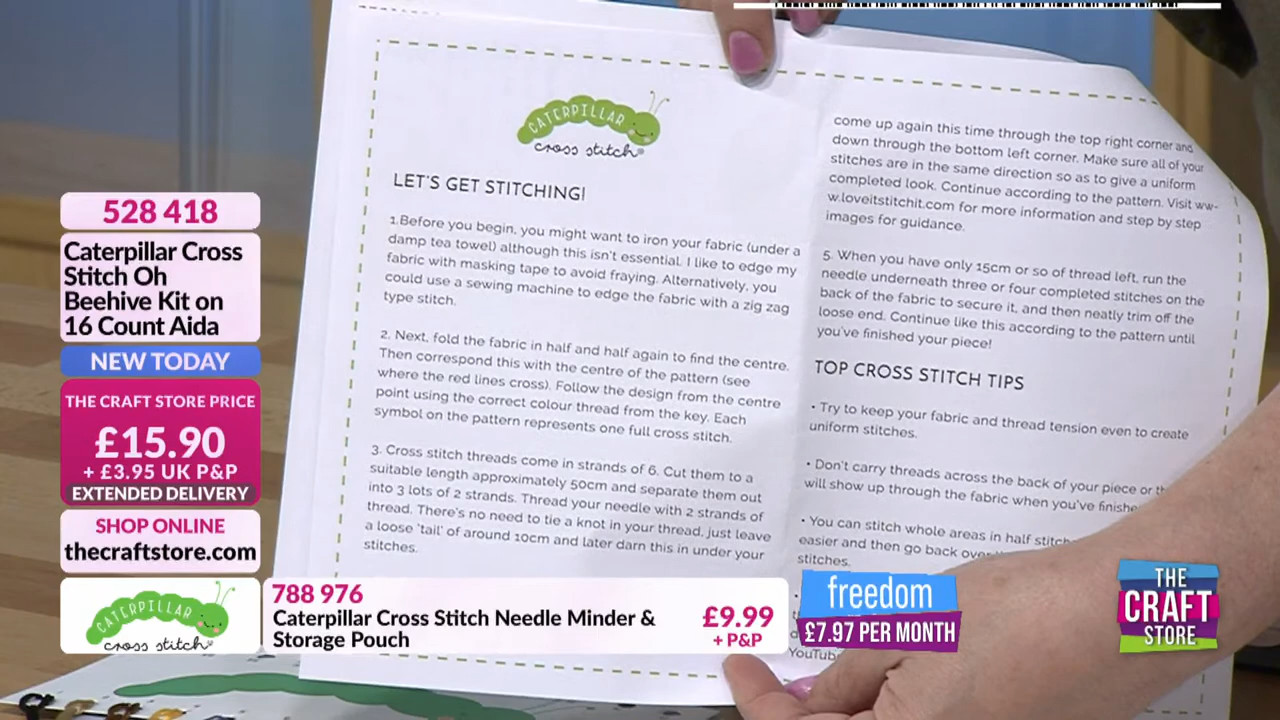 CATERPILLAR
cross stitch
LET'S GET STITCHING!
1.Before you begin, you might want to iron your fabric (under a
damp tea towel) although this isn't essential. I like to edge my
fabric with masking tape to avoid fraying. Alternatively, you
could use a sewing machine to edge the fabric with a zig zag
type stitch.
2. Next, fold the fabric in half and half again to find the centre.
Then correspond this with the centre of the pattern (see
where the red lines cross). Follow the design from the centre
point using the correct colour thread from the key. Each
symbol on the pattern represents one full cross stitch.
3. Cross stitch threads come in strands of 6. Cut them to a
suitable length approximately 50cm and separate them out
into 3 lots of 2 strands. Thread your needle with 2 strands of
thread. There's no need to tie a knot in your thread, just leave
a loose 'tail' of around 10cm and later darn this in under your
stitches.
come up again this time through the top right corner and
down through the bottom left corner. Make sure all of your
stitches are in the same direction so as to give a uniform
completed look. Continue according to the pattern. Visit ww-
w.loveitstitchit.com for more information and step by step
images for guidance.
5. When you have only 15cm or so of thread left, run the
needle underneath three or four completed stitches on the
back of the fabric to secure it, and then neatly trim off the
loose end. Continue like this according to the pattern until
you've finished your piece!
TOP CROSS STITCH TIPS
• Try to keep your fabric and thread tension even to create
uniform stitches.
• Don't carry threads across the back of your piece or
will show up through the fabric when you've
• You can stitch whole areas in half
easier and then go back
stitches.
528 418
Caterpillar Cross
Stitch Oh
Beehive Kit on
16 Count Aida
NEW TODAY
THE CRAFT STORE PRICE
£15.90
+ £3.95 UK P&P
EXTENDED DELIVERY
SHOP ONLINE
thecraftstore.com
CATERPILLAR
cross stitch
788 976
Caterpillar Cross Stitch Needle Minder &
Storage Pouch
£9.99
+ P&P
freedom
£7.97 PER MONTH
THE
CRAFT
STORE